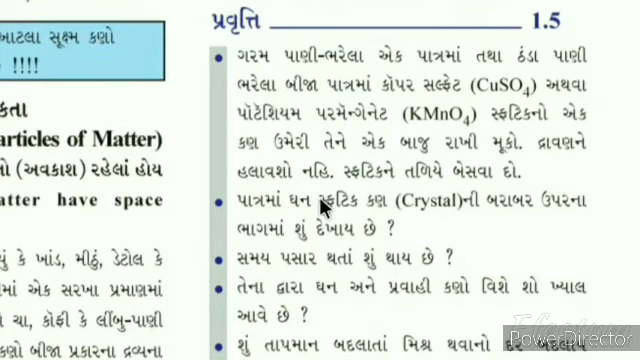 આટલા સૂક્ષ્મ કણો
!!!!
કતા
articles of Matter)
નો (અવકાશ) રહેલાં હોય
atter have space
યું કે ખાંડ, મીઠું, ડેટોલ કે
માં એક સરખા પ્રમાણમાં
ચા, કૉફી કે લીંબુ-પાણી
કણો બીજા પ્રકારના દ્રવ્યના
પ્રવૃત્તિ 1.5
• ગરમ પાણી-ભરેલા એક પાત્રમાં તથા ઠંડા પાણી
ભરેલા બીજા પાત્રમાં કૉપર સલ્ફેટ (CuSO4) અથવા
પૉટૅશિયમ પરમૅન્ગેનેટ (KMnO4) સ્ફટિકનો એક
કણ ઉમેરી તેને એક બાજુ રાખી મૂકો. દ્રાવણને
હલાવશો નહિ. સ્ફટિકને તળિયે બેસવા દો.
• પાત્રમાં ઘન સ્ફટિક કણ (Crystal)ની બરાબર ઉપરના
ભાગમાં શું દેખાય છે ?
• સમય પસાર થતાં શું થાય છે ?
• તેના દ્વારા ઘન અને પ્રવાહી કણો વિશે શો ખ્યાલ
આવે છે ?
• શું તાપમાન બદલાતાં મિશ્ર થવાનો દર
PowerDirector